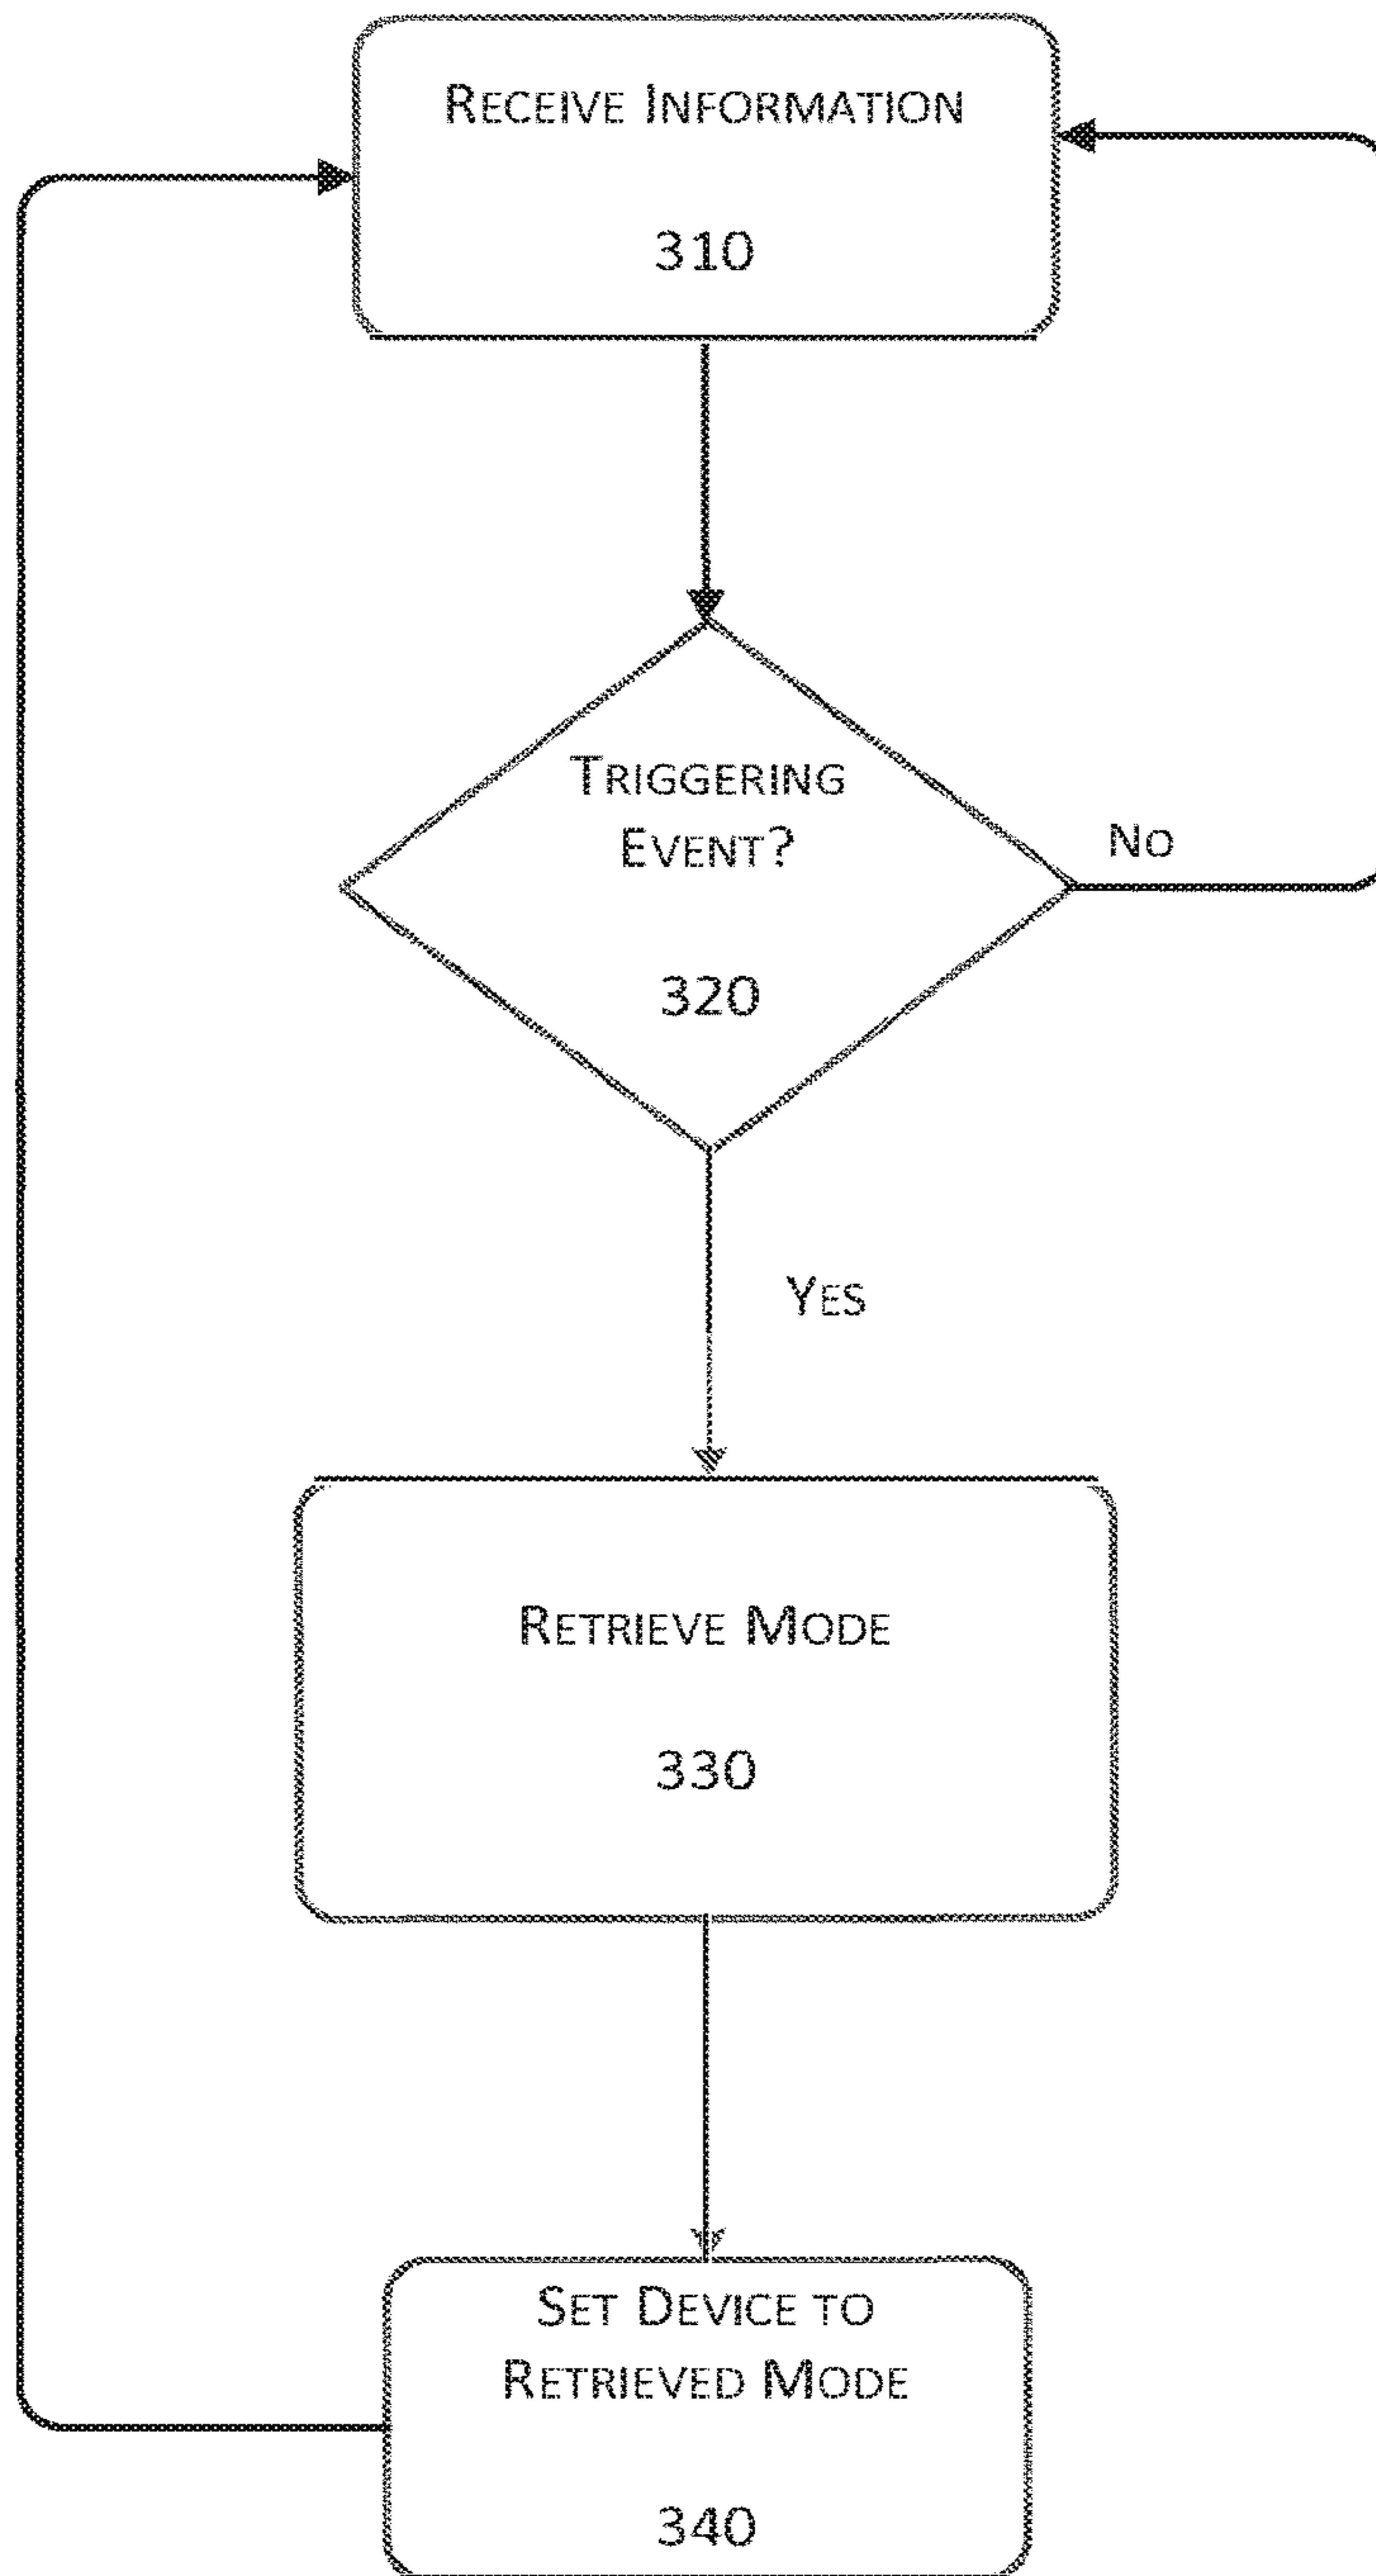 RECEIVE INFORMATION
310
TRIGGERING
EVENT?
NO
320
YES
RETRIEVE MODE
330
SET DEVICE TO
RETRIEVED MODE
340